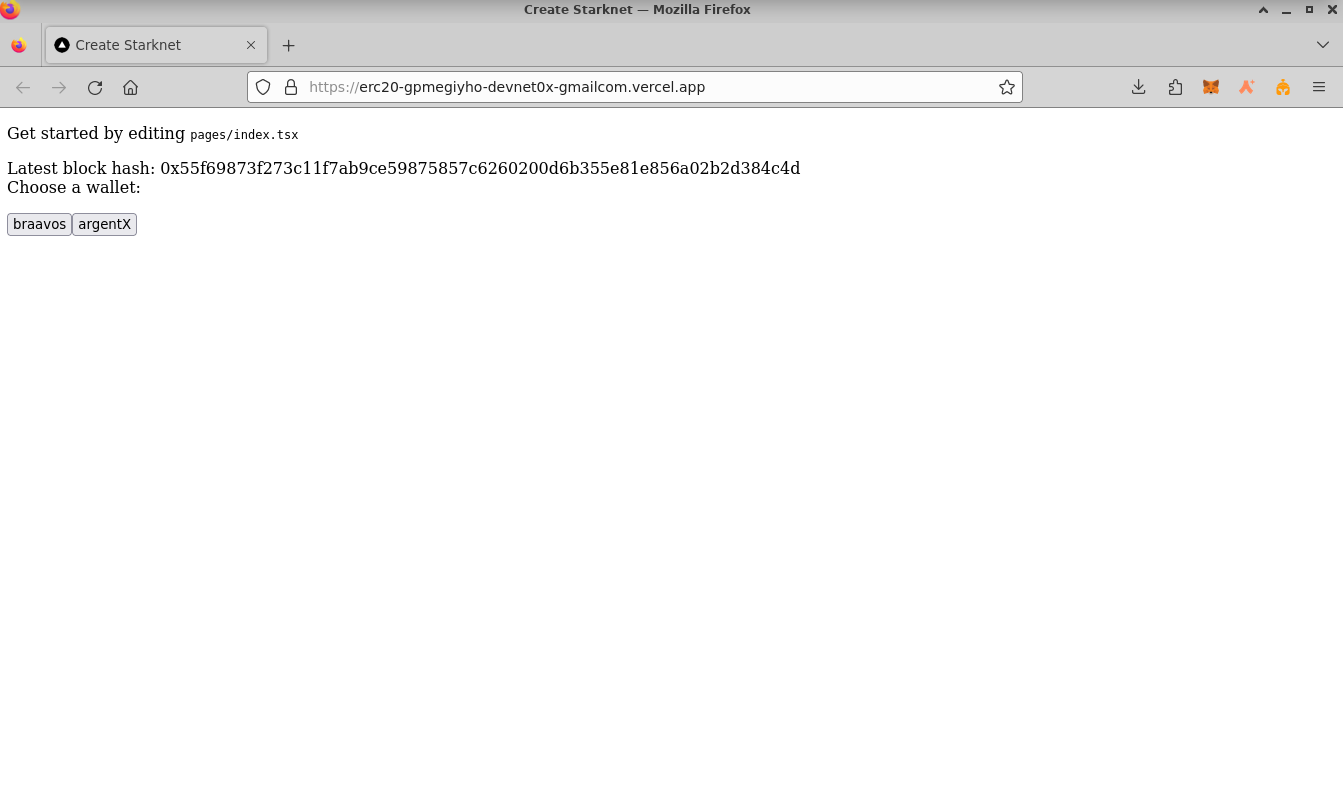 Create Starknet — Mozilla Firefox
Create Starknet
https://erc20-gpmegiyho-devnet0x-gmailcom.vercel.app
Get started by editing pages/index.tsx
Latest block hash: 0x55f69873f273c11f7ab9ce59875857c6260200d6b355e81e856a02b2d384c4d
Choose a wallet:
braavos argentX